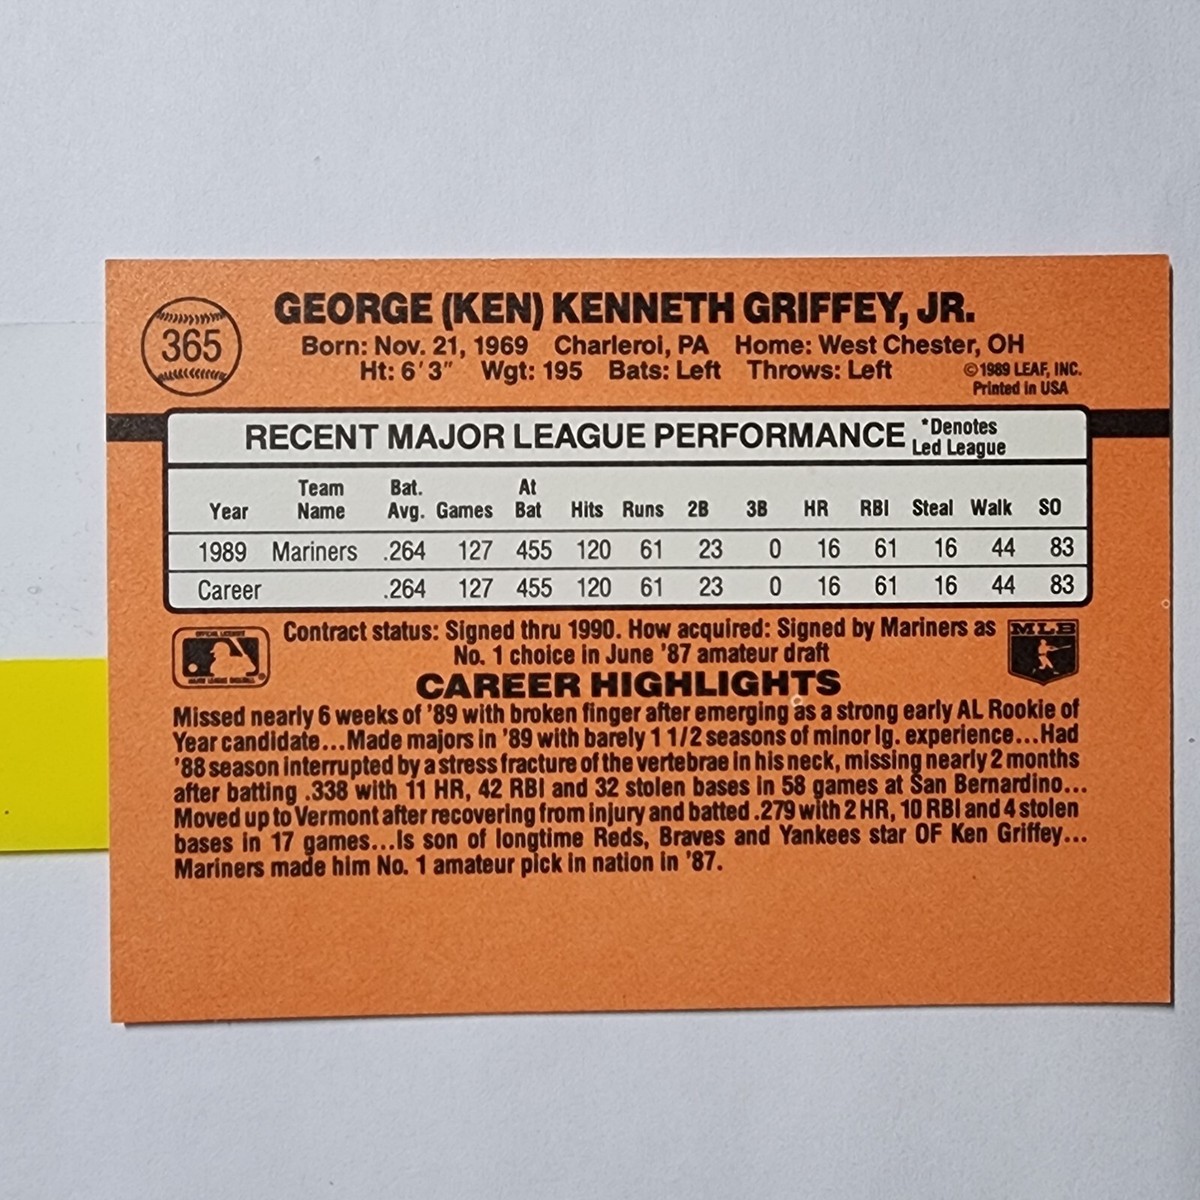 365
GEORGE (KEN) KENNETH GRIFFEY, JR.
Born: Nov. 21, 1969 Charleroi, PA Home: West Chester, OH
Ht: 6'3" Wgt: 195 Bats: Left Throws: Left
©1989 LEAF, INC.
Printed in USA
RECENT MAJOR LEAGUE PERFORMANCE
*Denotes
Led League
Year Team Name Bat. Avg. Games At Bat Hits Runs 2B 3B HR RBI Steal Walk SO
1989 Mariners .264 127 455 120 61 23 0 16 61 16 44 83
Career .264 127 455 120 61 23 0 16 61 16 44 83
Contract status: Signed thru 1990. How acquired: Signed by Mariners as
No. 1 choice in June '87 amateur draft
OFFICIAL LICENSEE
MAJOR LEAGUE BASEBALL
MLB
CAREER HIGHLIGHTS
Missed nearly 6 weeks of '89 with broken finger after emerging as a strong early AL Rookie of
Year candidate...Made majors in '89 with barely 1 1/2 seasons of minor lg. experience...Had
'88 season interrupted by a stress fracture of the vertebrae in his neck, missing nearly 2 months
after batting .338 with 11 HR, 42 RBI and 32 stolen bases in 58 games at San Bernardino...
Moved up to Vermont after recovering from injury and batted .279 with 2 HR, 10 RBI and 4 stolen
bases in 17 games...Is son of longtime Reds, Braves and Yankees star OF Ken Griffey...
Mariners made him No. 1 amateur pick in nation in '87.